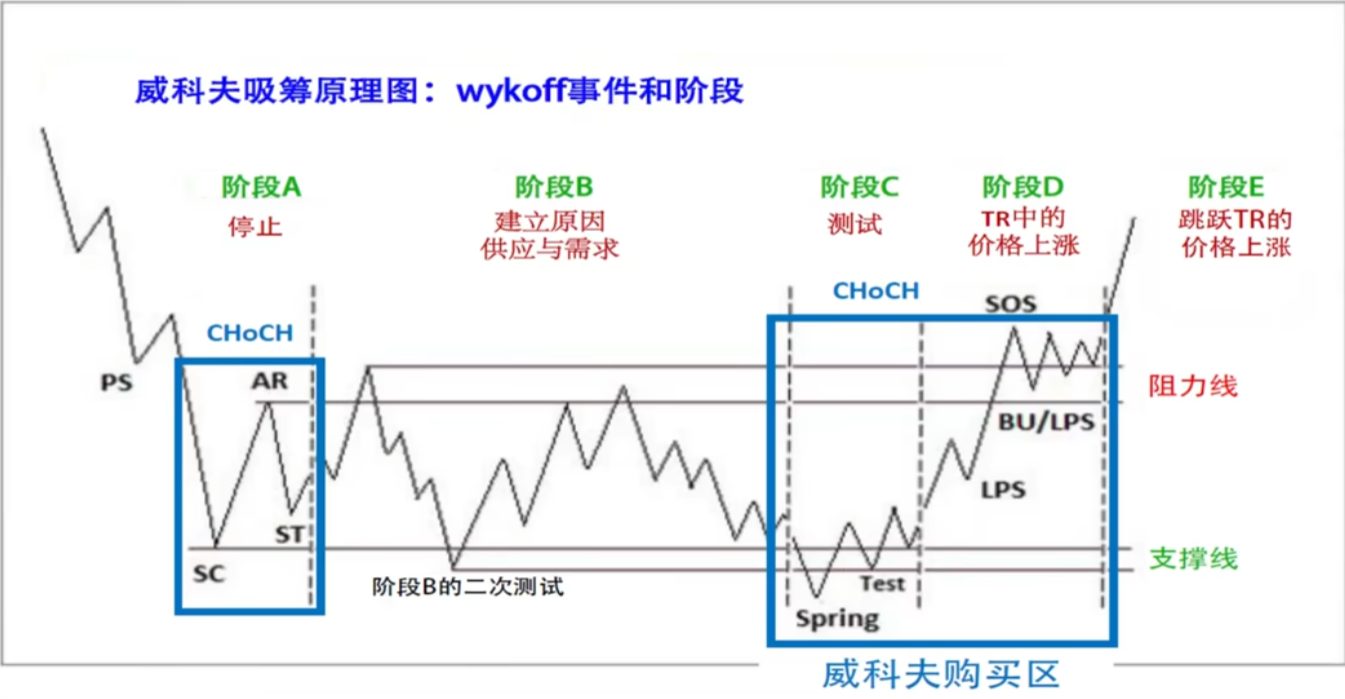 威科夫吸筹原理图：wykoff事件和阶段
阶段A
停止
阶段B
建立原因
供应与需求
阶段C
测试
阶段D
TR中的
价格上涨
阶段E
跳跃TR的
价格上涨
CHoCH
CHoCH
SOS
PS
AR
阻力线
BU/LPS
LPS
ST
支撑线
SC
阶段B的二次测试
Test
Spring
威科夫购买区